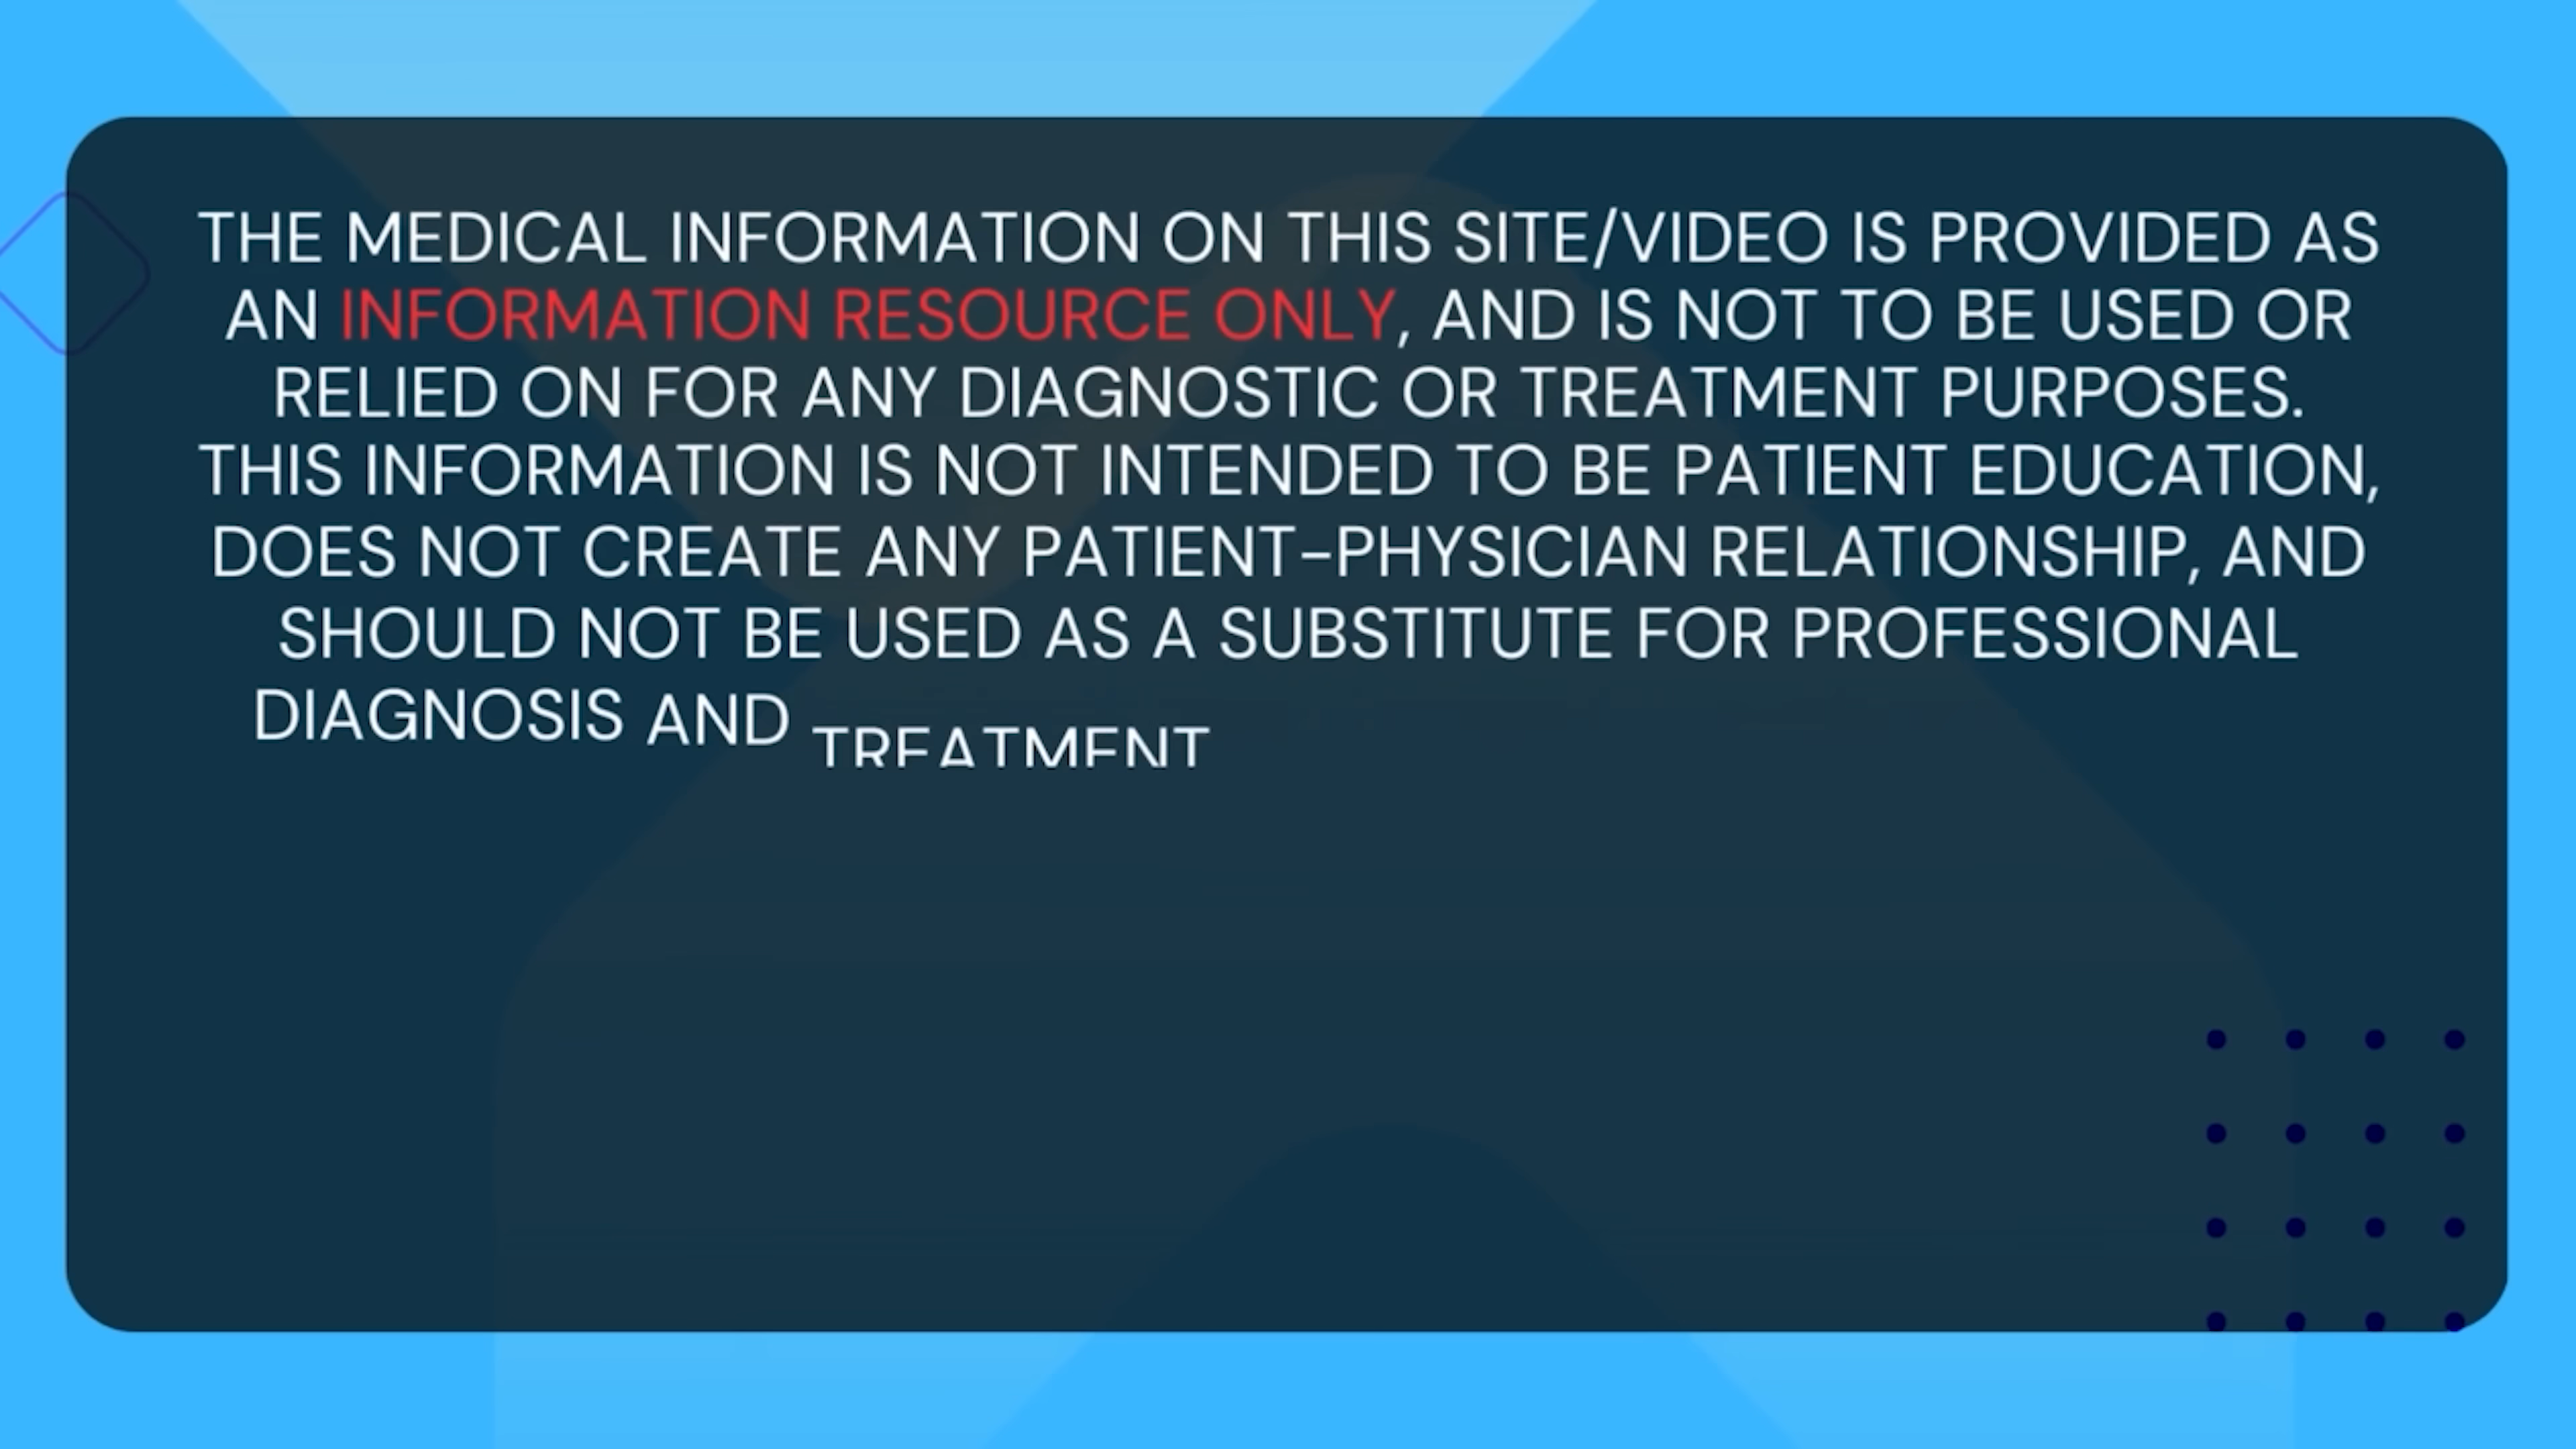 THE MEDICAL INFORMATION ON THIS SITE/VIDEO IS PROVIDED AS
AN INFORMATION RESOURCE ONLY, AND IS NOT TO BE USED OR
RELIED ON FOR ANY DIAGNOSTIC OR TREATMENT PURPOSES.
THIS INFORMATION IS NOT INTENDED TO BE PATIENT EDUCATION,
DOES NOT CREATE ANY PATIENT-PHYSICIAN RELATIONSHIP, AND
SHOULD NOT BE USED AS A SUBSTITUTE FOR PROFESSIONAL
DIAGNOSIS AND TREATMENT